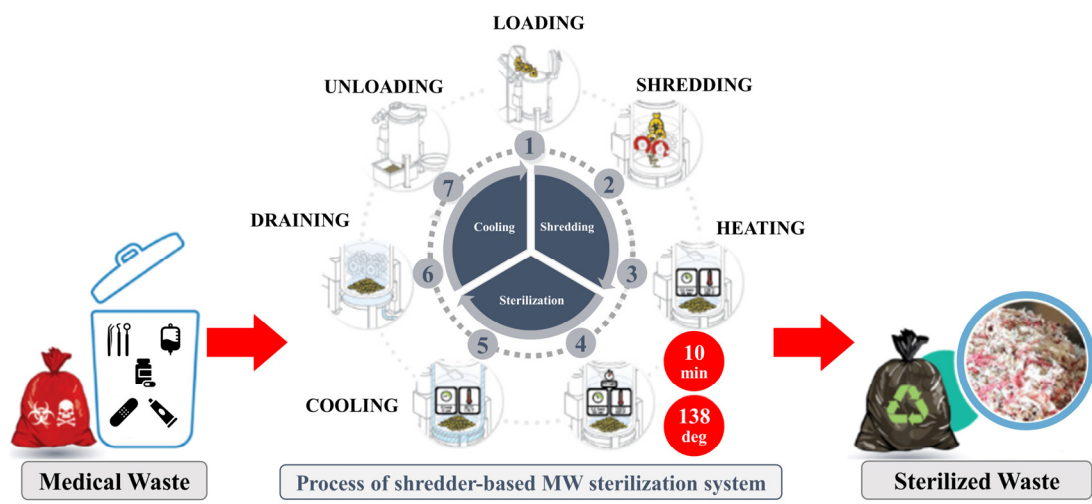 LOADING
UNLOADING
SHREDDING
1
7
2
DRAINING
Cooling
Shredding
HEATING
6
3
Sterilization
5
4
10
min
COOLING
138
deg
Medical Waste
Process of shredder-based MW sterilization system
Sterilized Waste